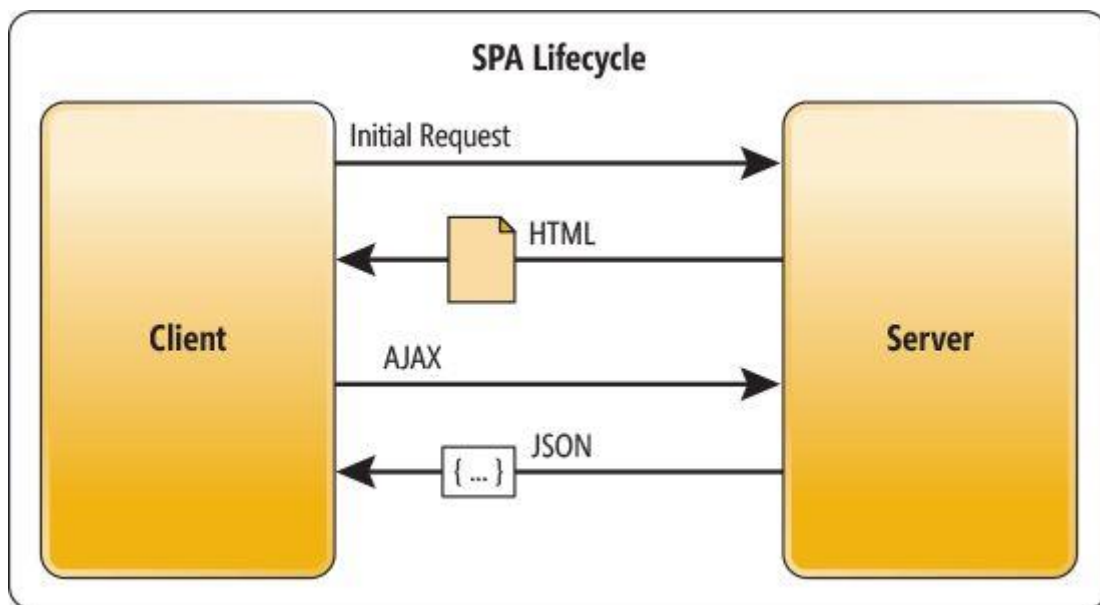 SPA Lifecycle
Initial Request
HTML
Client
Server
AJAX
JSON
{ ... }